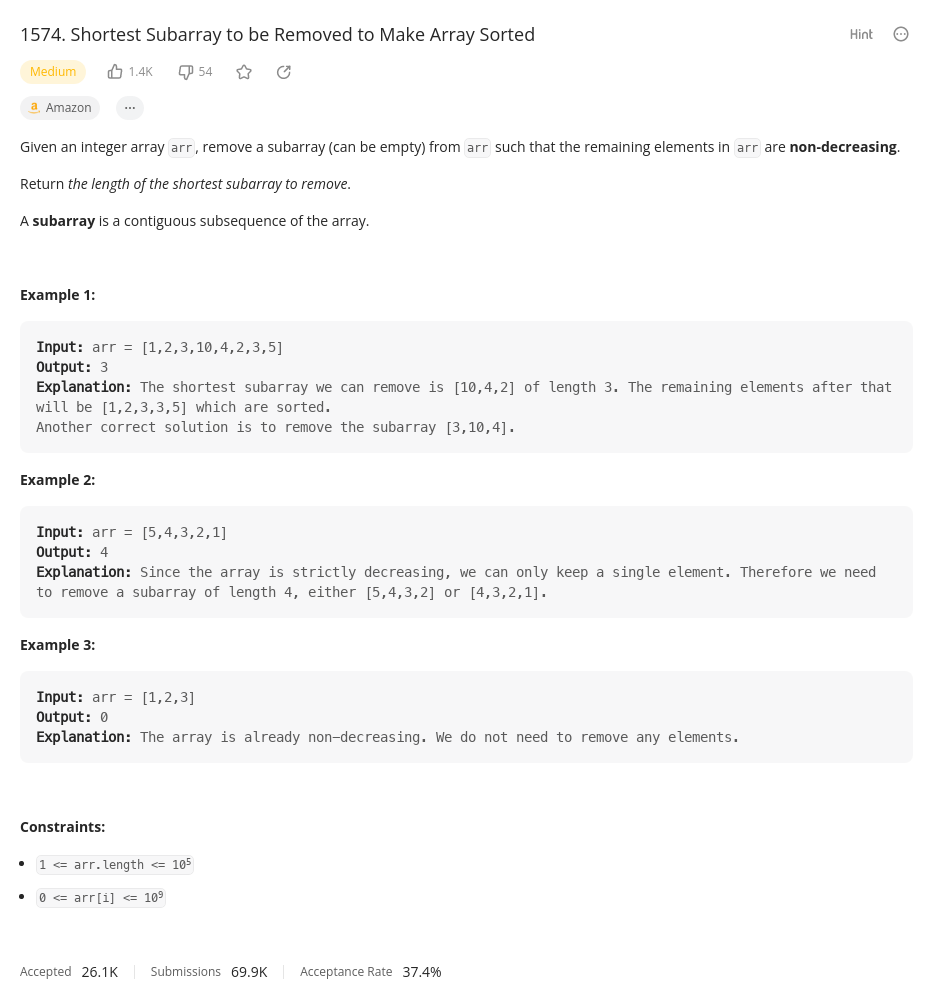 1574. Shortest Subarray to be Removed to Make Array Sorted
Hint
Medium 1.4K 54
Amazon ...
Given an integer array arr, remove a subarray (can be empty) from arr such that the remaining elements in arr are non-decreasing.
Return the length of the shortest subarray to remove.
A subarray is a contiguous subsequence of the array.
Example 1:
Input: arr = [1,2,3,10,4,2,3,5]
Output: 3
Explanation: The shortest subarray we can remove is [10,4,2] of length 3. The remaining elements after that
will be [1,2,3,3,5] which are sorted.
Another correct solution is to remove the subarray [3,10,4].
Example 2:
Input: arr = [5,4,3,2,1]
Output: 4
Explanation: Since the array is strictly decreasing, we can only keep a single element. Therefore we need
to remove a subarray of length 4, either [5,4,3,2] or [4,3,2,1].
Example 3:
Input: arr = [1,2,3]
Output: 0
Explanation: The array is already non-decreasing. We do not need to remove any elements.
Constraints:
• 1 <= arr.length <= 10⁵
• 0 <= arr[i] <= 10⁹
Accepted 26.1K Submissions 69.9K Acceptance Rate 37.4%